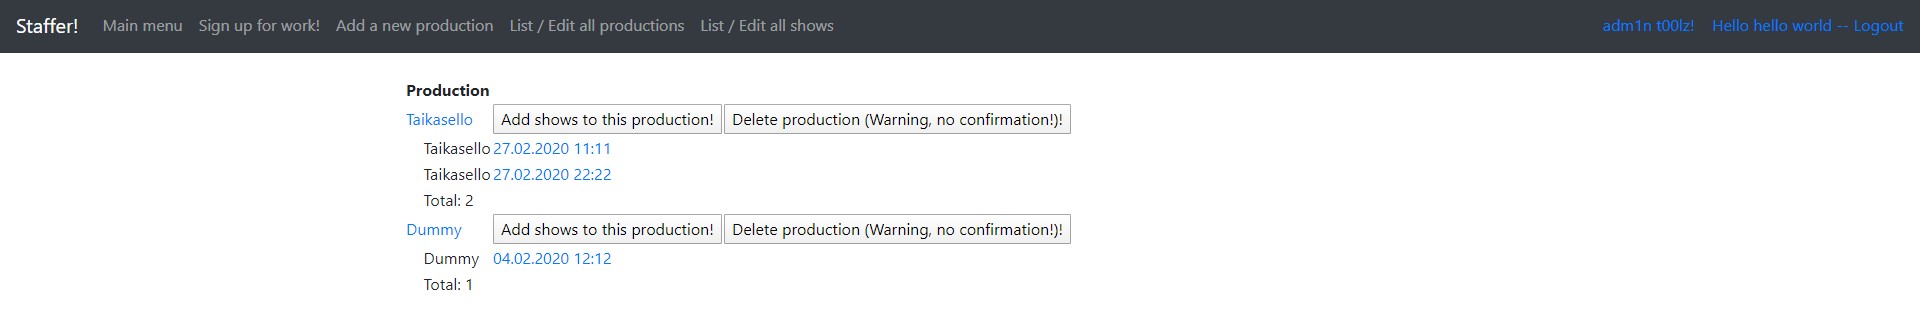 Staffer! Main menu Sign up for work! Add a new production List / Edit all productions List / Edit all shows adm1n t00lz! Hello hello world -- Logout
Production
Taikasello Add shows to this production! Delete production (Warning, no confirmation!)!
Taikasello 27.02.2020 11:11
Taikasello 27.02.2020 22:22
Total: 2
Dummy Add shows to this production! Delete production (Warning, no confirmation!)!
Dummy 04.02.2020 12:12
Total: 1